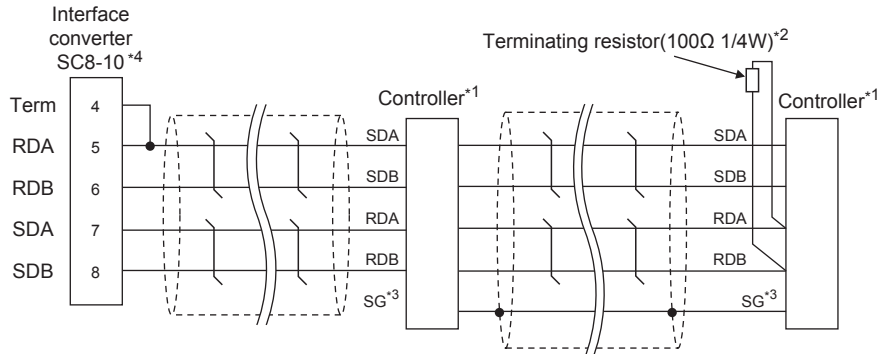 Interface
converter
SC8-10*4
Terminating resistor(100Ω 1/4W)*2
Controller*1
Controller*1
Term 4
RDA 5 SDA SDA
RDB 6 SDB SDB
SDA 7 RDA RDA
SDB 8 RDB RDB
SG*3 SG*3